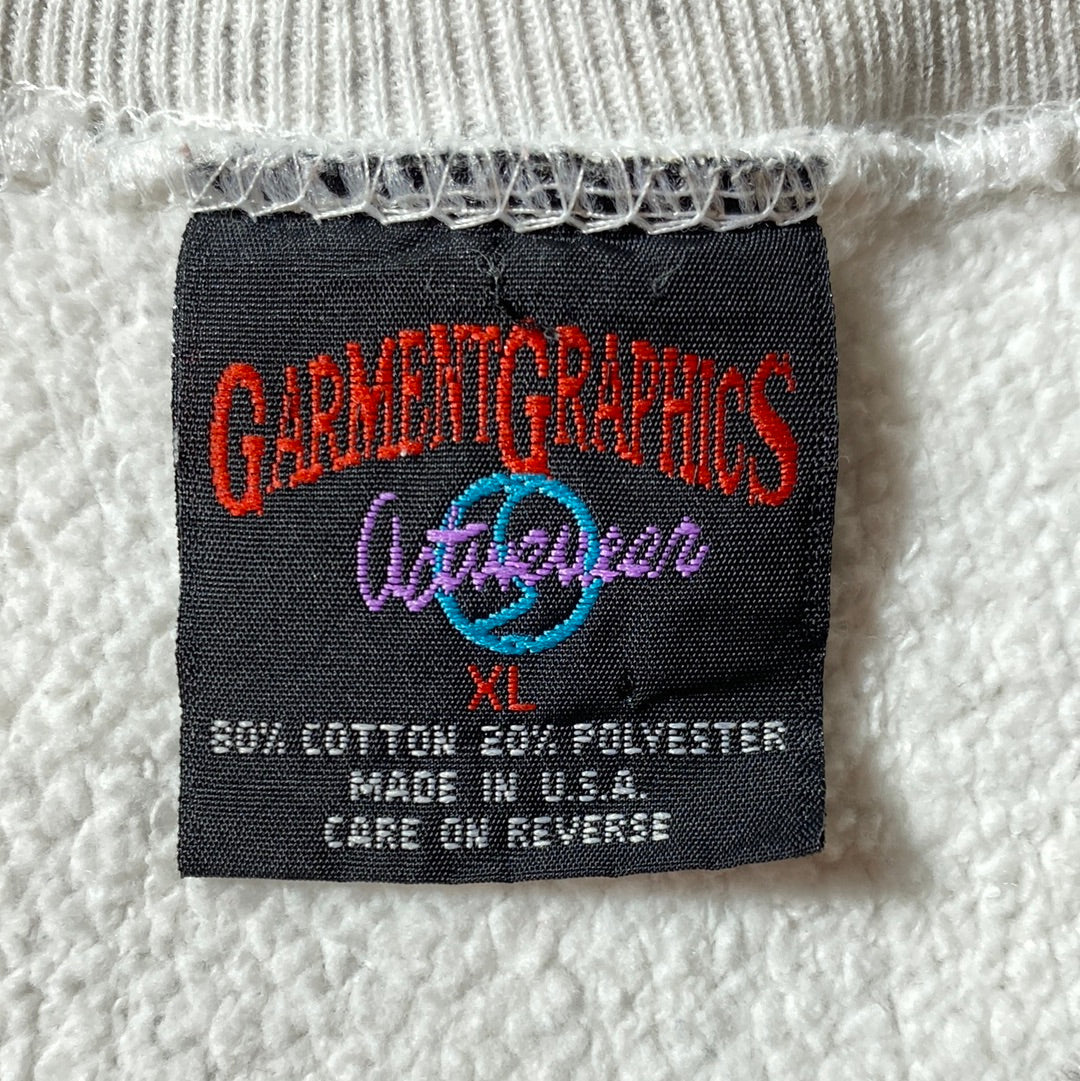 GARMENTGRAPHICS
Activewear
XL
80% COTTON 20% POLYESTER
MADE IN U.S.A.
CARE ON REVERSE